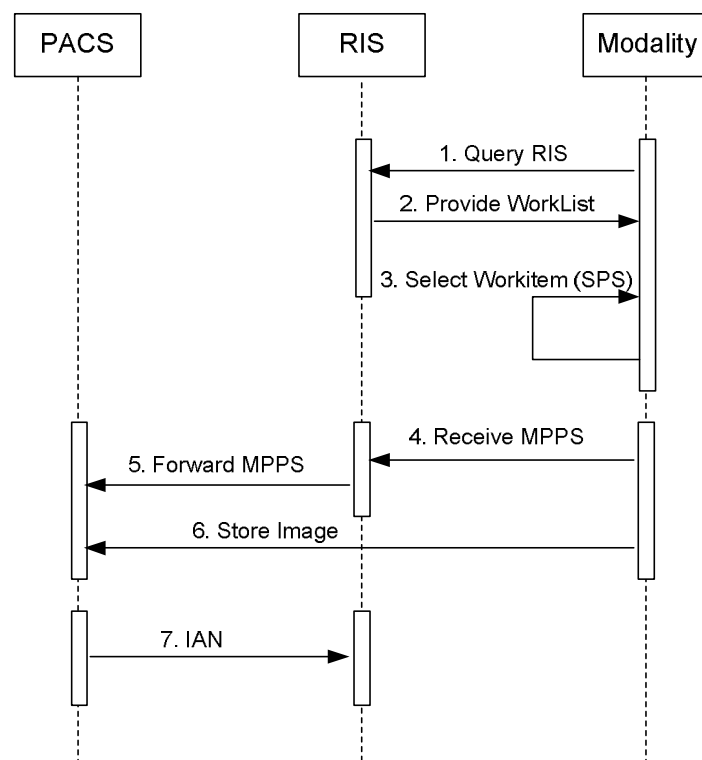 PACS
RIS
Modality
1. Query RIS
2. Provide WorkList
3. Select Workitem (SPS)
4. Receive MPPS
5. Forward MPPS
6. Store Image
7. IAN